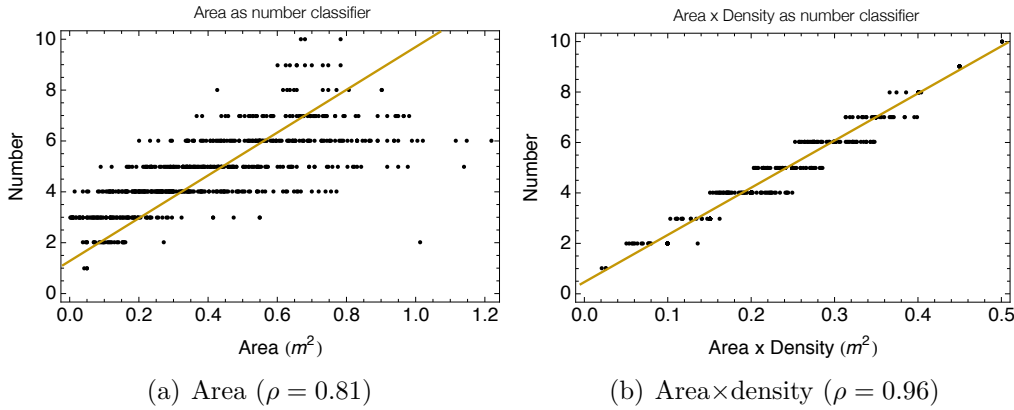 Area as number classifier
10
8
6
4
2
0
Number
0.0 0.2 0.4 0.6 0.8 1.0 1.2
Area (m²)
(a) Area (ρ = 0.81)
Area x Density as number classifier
10
8
6
4
2
0
Number
0.0 0.1 0.2 0.3 0.4 0.5
Area x Density (m²)
(b) Area×density (ρ = 0.96)